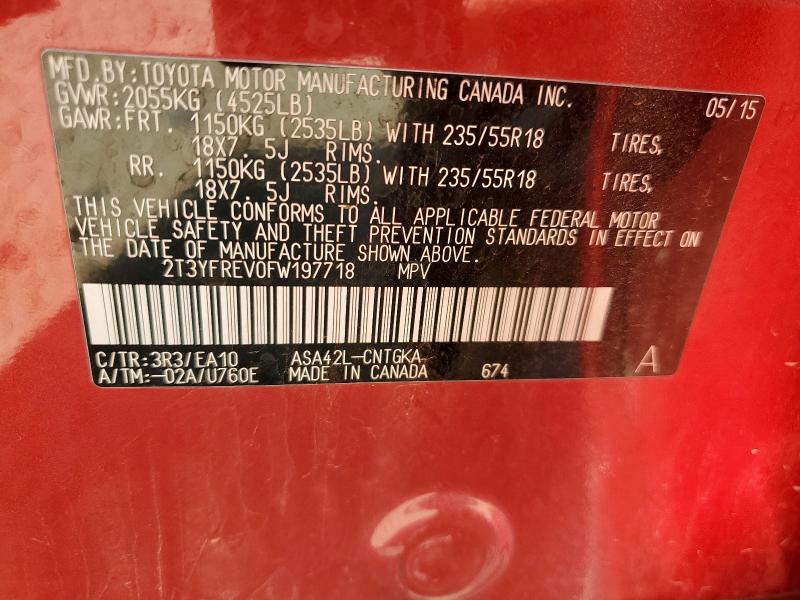 MFD.BY:TOYOTA MOTOR MANUFACTURING CANADA INC.
GVWR:2055KG (4525LB) 05/15
GAWR:FRT. 1150KG (2535LB) WITH 235/55R18 TIRES,
18X7. 5J RIMS.
RR. 1150KG (2535LB) WITH 235/55R18 TIRES,
18X7. 5J RIMS.
THIS VEHICLE CONFORMS TO ALL APPLICABLE FEDERAL MOTOR
VEHICLE SAFETY AND THEFT PREVENTION STANDARDS IN EFFECT ON
THE DATE OF MANUFACTURE SHOWN ABOVE.
2T3YFREV0FW197718 MPV
C/TR:3R3/EA10 ASA42L-CNTGKA
A/TM:-02A/U760E MADE IN CANADA 674 A